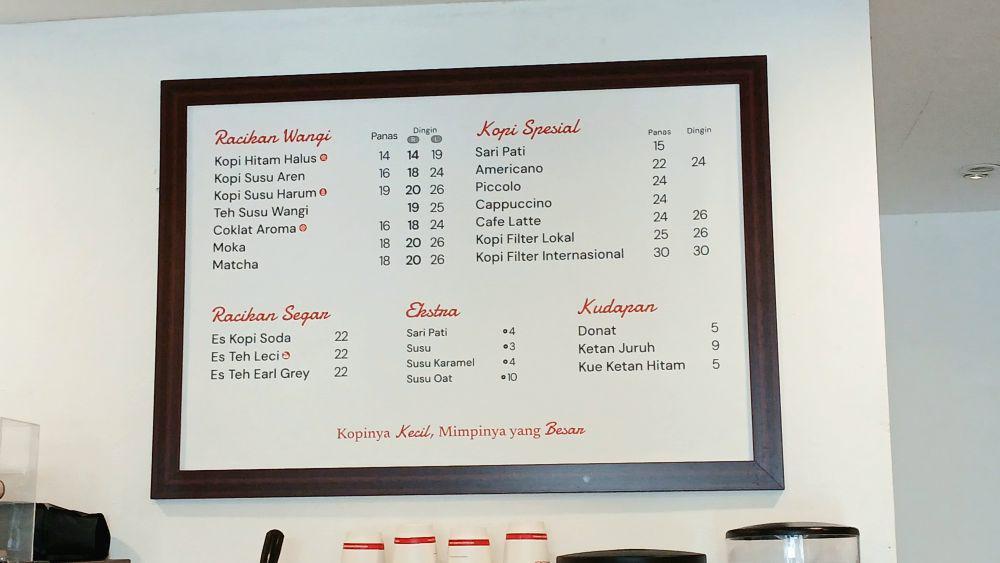 Racikan Wangi Panas Dingin
R L
Kopi Hitam Halus 14 14 19
Kopi Susu Aren 16 18 24
Kopi Susu Harum 19 20 26
Teh Susu Wangi 19 25
Coklat Aroma 16 18 24
Moka 18 20 26
Matcha 18 20 26
Kopi Spesial Panas Dingin
Sari Pati 15
Americano 22 24
Piccolo 24
Cappuccino 24
Cafe Latte 24 26
Kopi Filter Lokal 25 26
Kopi Filter Internasional 30 30
Racikan Segar
Es Kopi Soda 22
Es Teh Leci 22
Es Teh Earl Grey 22
Ekstra
Sari Pati +4
Susu +3
Susu Karamel +4
Susu Oat +10
Kudapan
Donat 5
Ketan Juruh 9
Kue Ketan Hitam 5
Kopinya Kecil, Mimpinya yang Besar